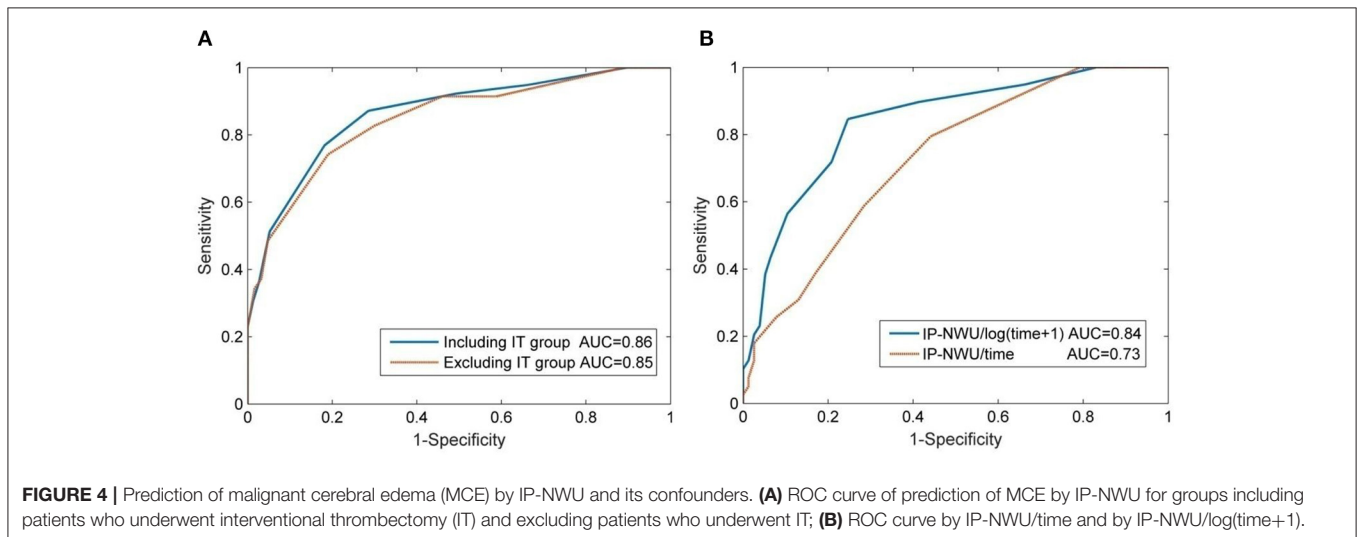 A
1
0.8
0.6
0.4
0.2
0
Sensitivity
Including IT group AUC=0.86
Excluding IT group AUC=0.85
0 0.2 0.4 0.6 0.8 1
1-Specificity
B
1
0.8
0.6
0.4
0.2
0
Sensitivity
IP-NWU/log(time+1) AUC=0.84
IP-NWU/time AUC=0.73
0 0.2 0.4 0.6 0.8 1
1-Specificity
FIGURE 4 | Prediction of malignant cerebral edema (MCE) by IP-NWU and its confounders. (A) ROC curve of prediction of MCE by IP-NWU for groups including
patients who underwent interventional thrombectomy (IT) and excluding patients who underwent IT; (B) ROC curve by IP-NWU/time and by IP-NWU/log(time+1).